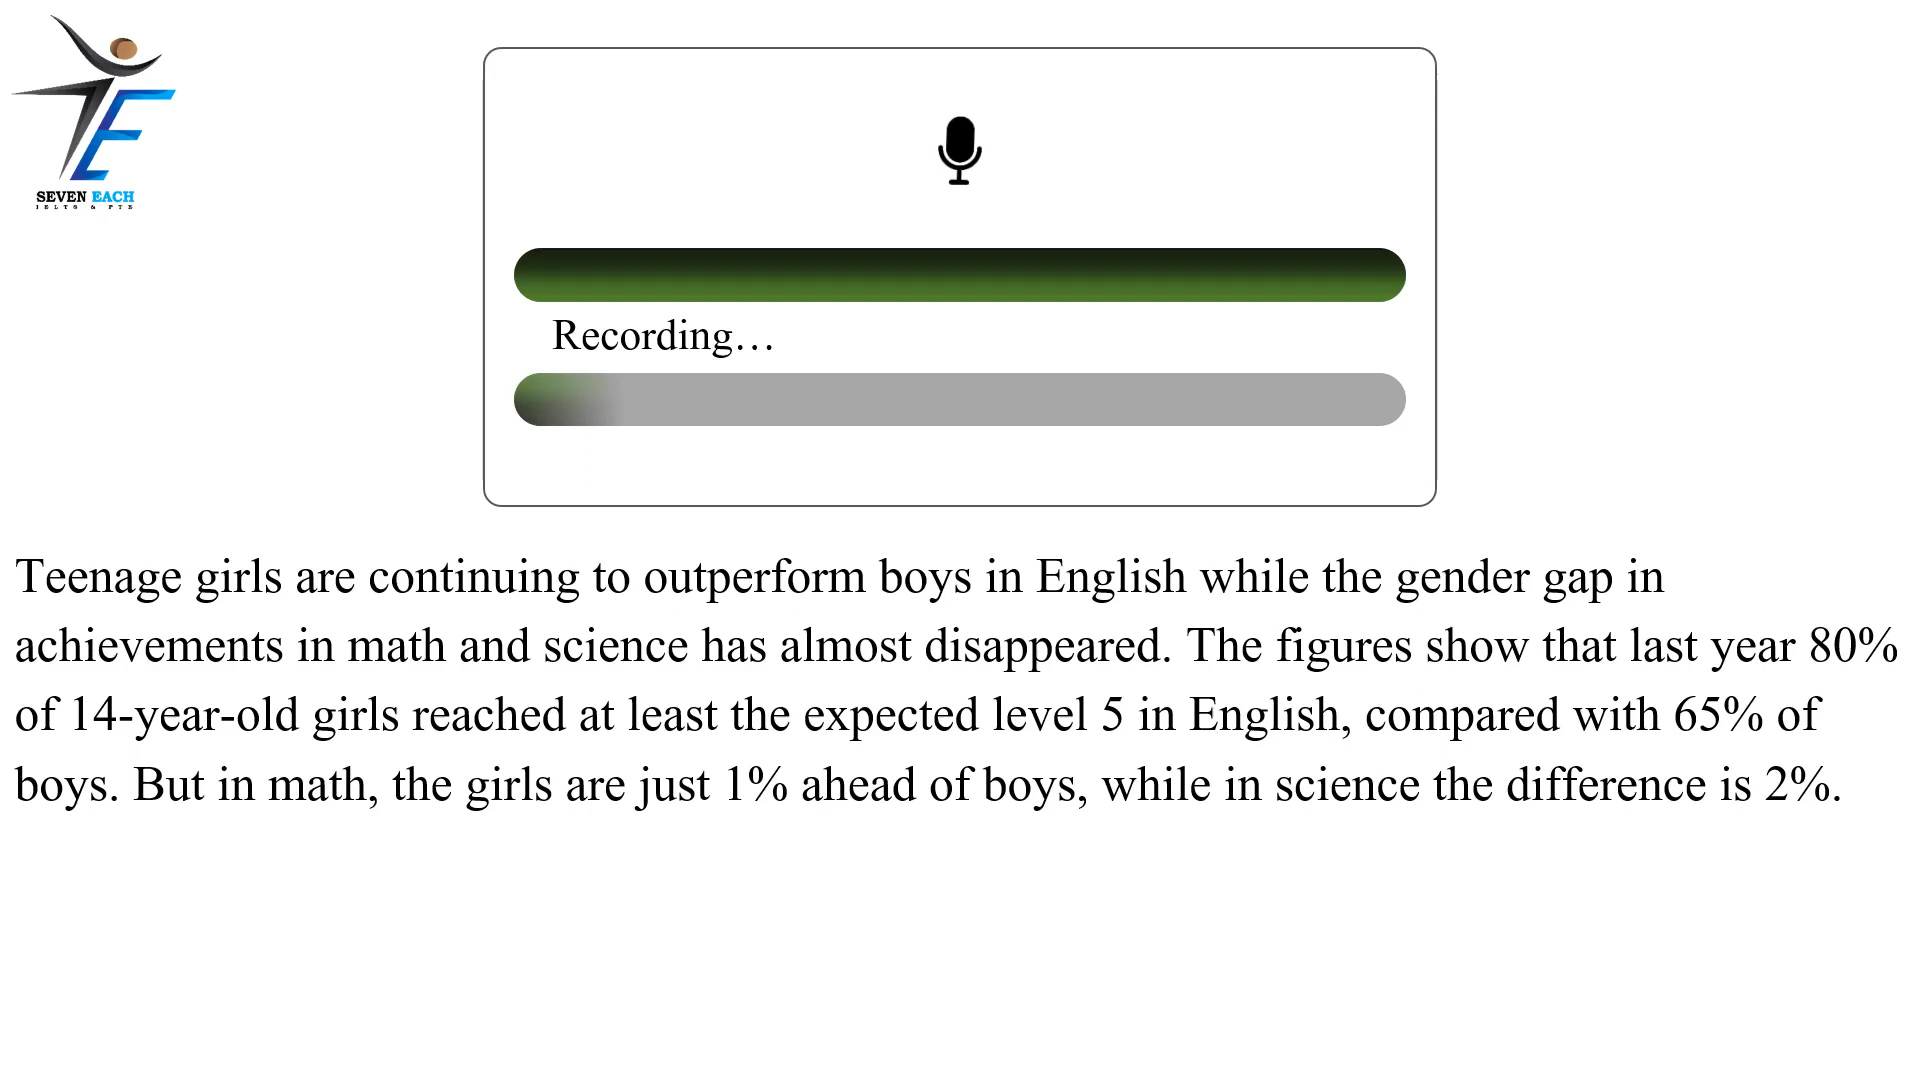 SEVEN EACH
IELTS & PTE
Recording…
Teenage girls are continuing to outperform boys in English while the gender gap in
achievements in math and science has almost disappeared. The figures show that last year 80%
of 14-year-old girls reached at least the expected level 5 in English, compared with 65% of
boys. But in math, the girls are just 1% ahead of boys, while in science the difference is 2%.